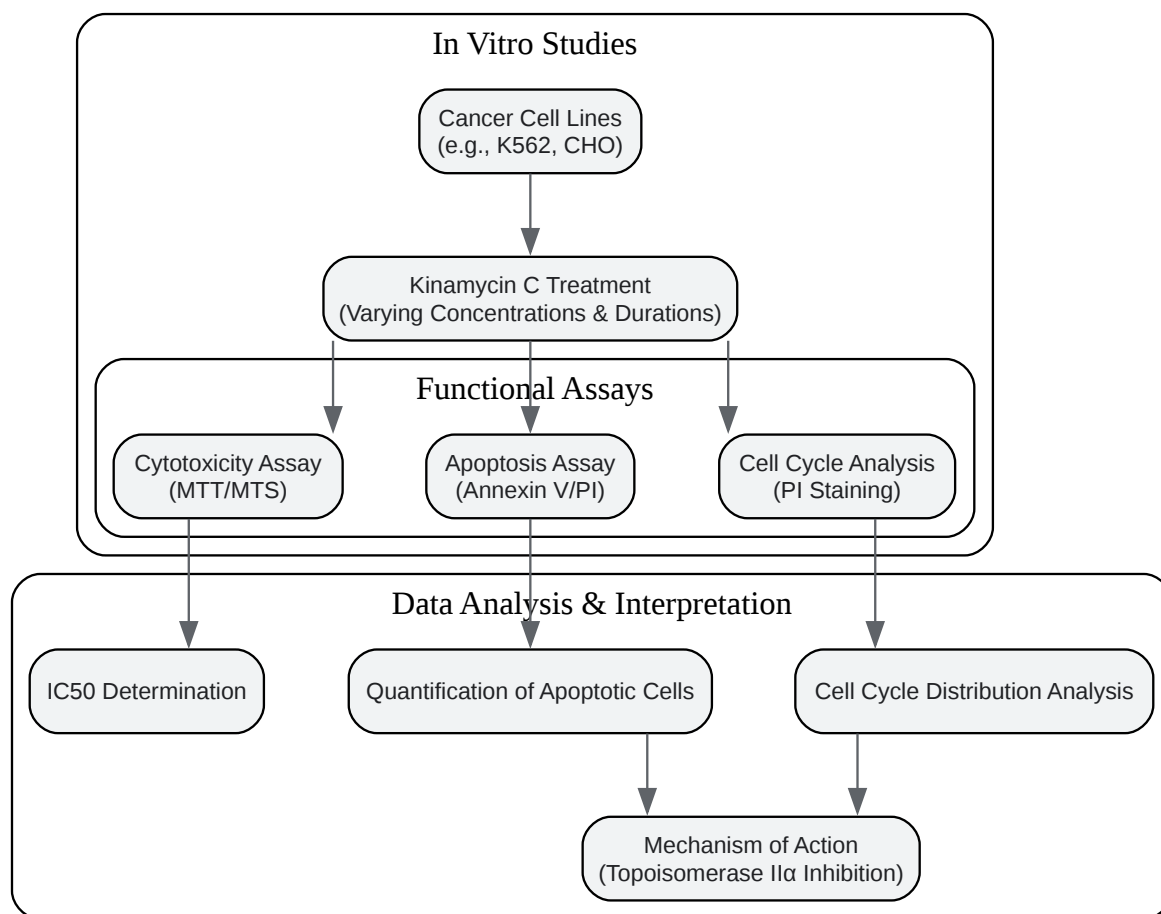 In Vitro Studies
Cancer Cell Lines
(e.g., K562, CHO)
Kinamycin C Treatment
(Varying Concentrations & Durations)
Functional Assays
Cytotoxicity Assay
(MTT/MTS)
Apoptosis Assay
(Annexin V/PI)
Cell Cycle Analysis
(PI Staining)
Data Analysis & Interpretation
IC50 Determination
Quantification of Apoptotic Cells
Cell Cycle Distribution Analysis
Mechanism of Action
(Topoisomerase IIα Inhibition)